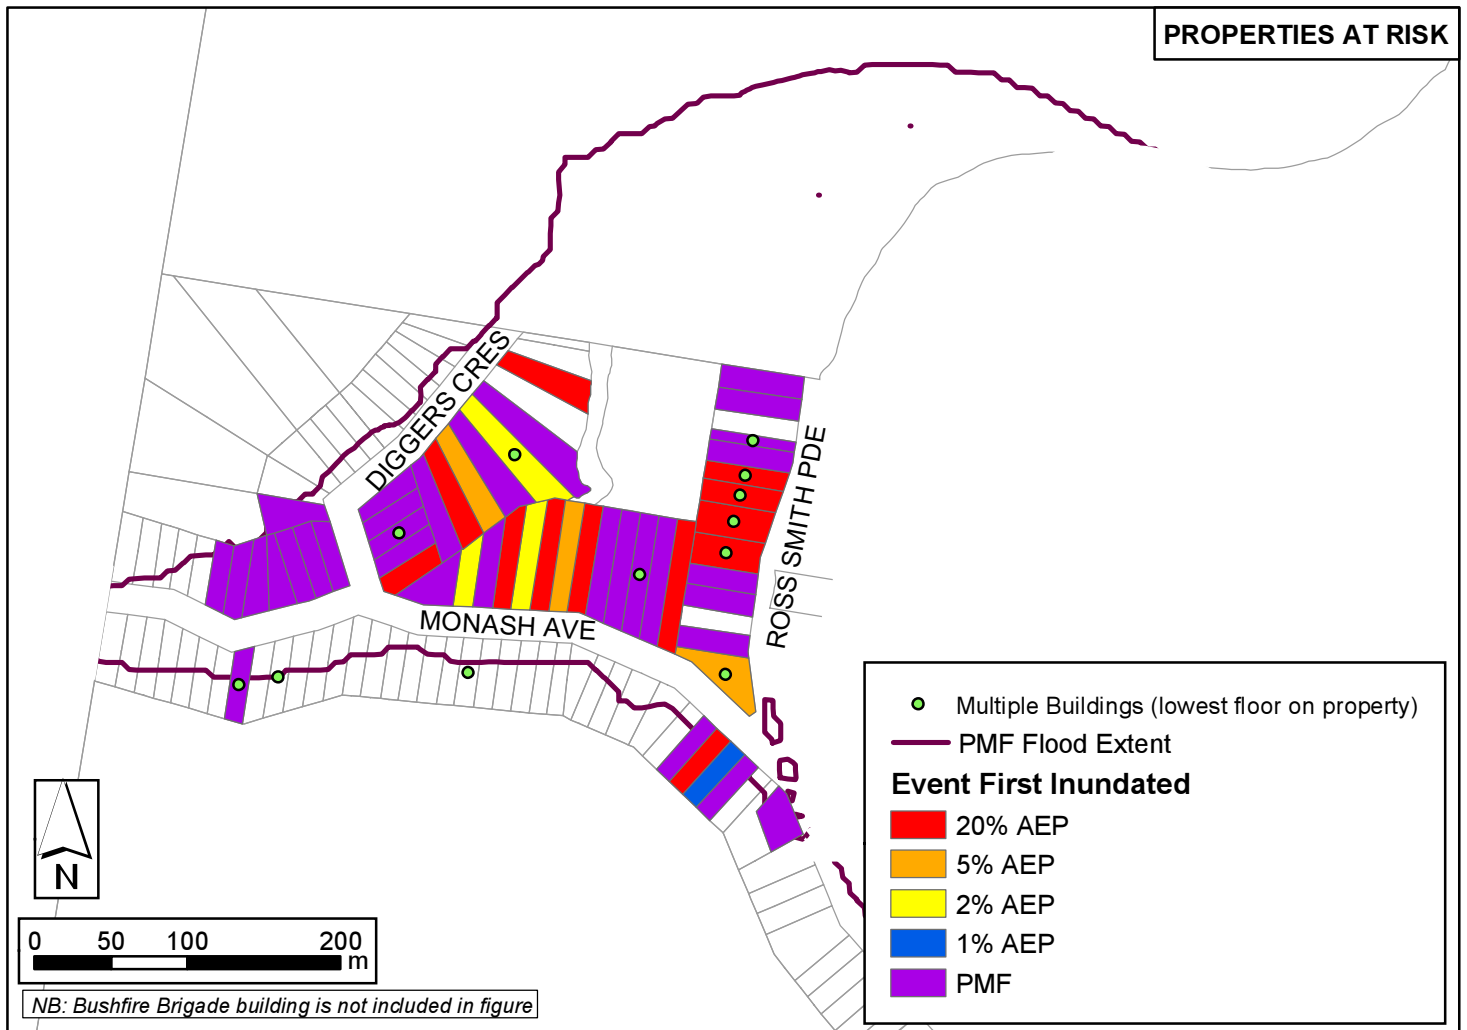 PROPERTIES AT RISK
DIGGERS CRES
ROSS SMITH PDE
MONASH AVE
Multiple Buildings (lowest floor on property)
PMF Flood Extent
Event First Inundated
20% AEP
5% AEP
2% AEP
1% AEP
PMF
N
0 50 100 200
m
NB: Bushfire Brigade building is not included in figure